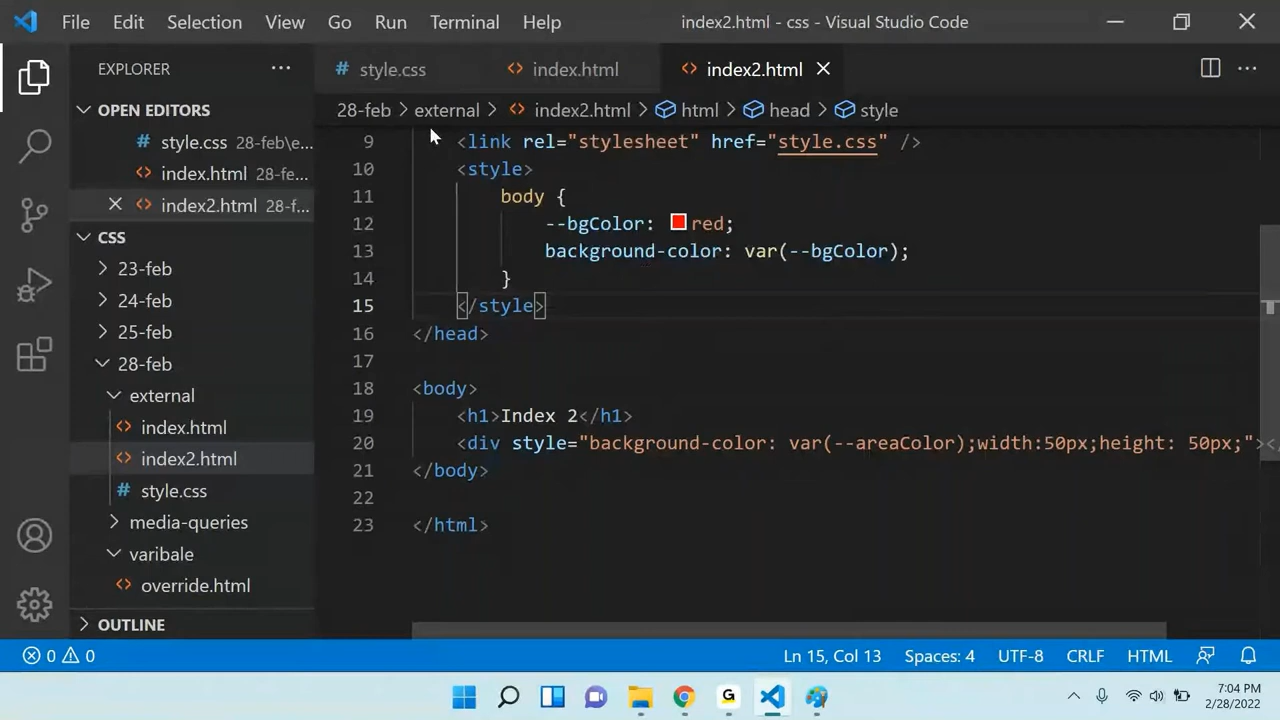 File Edit Selection View Go Run Terminal Help index2.html - css - Visual Studio Code
EXPLORER
OPEN EDITORS
style.css 28-feb\e...
index.html 28-fe...
index2.html 28-f...
CSS
23-feb
24-feb
25-feb
28-feb
external
index.html
index2.html
style.css
media-queries
varibale
override.html
OUTLINE
style.css index.html index2.html
28-feb > external > index2.html > html > head > style
9 <link rel="stylesheet" href="style.css" />
10 <style>
11 body {
12 --bgColor: red;
13 background-color: var(--bgColor);
14 }
15 </style>
16 </head>
17
18 <body>
19 <h1>Index 2</h1>
20 <div style="background-color: var(--areaColor);width:50px;height: 50px;"><
21 </body>
22
23 </html>
0 0 Ln 15, Col 13 Spaces: 4 UTF-8 CRLF HTML
G
7:04 PM
2/28/2022